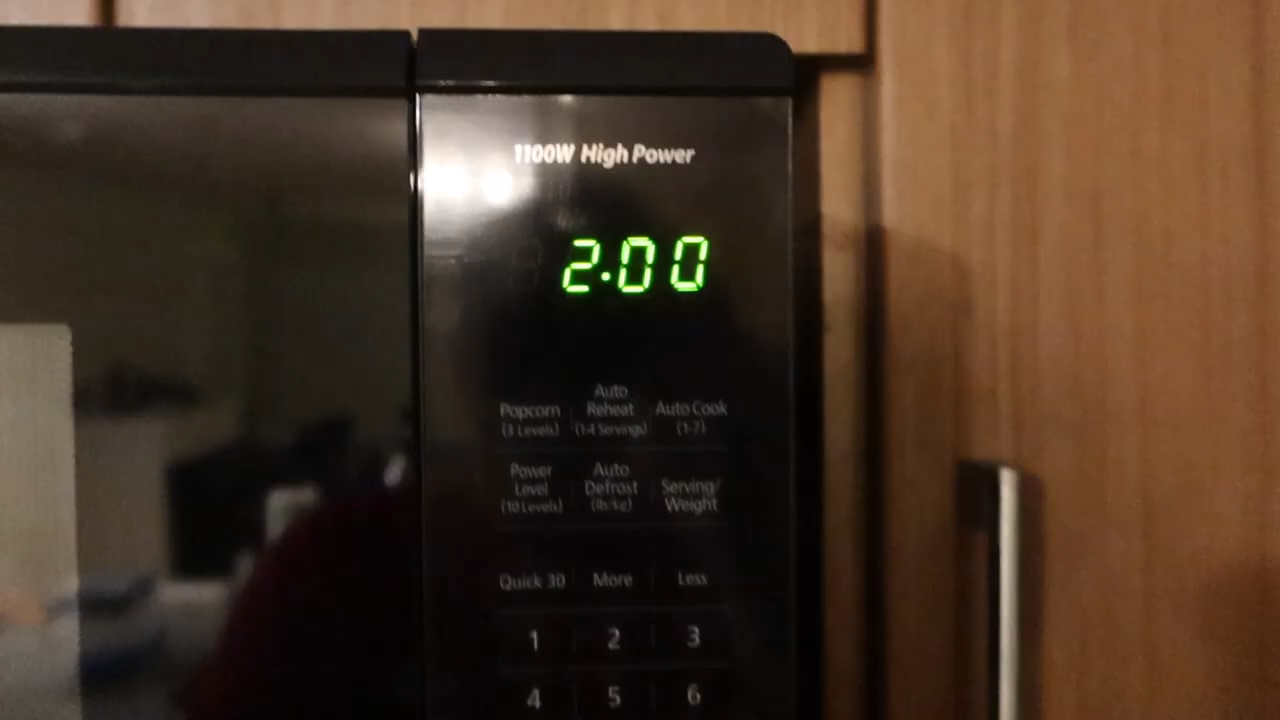 1100W High Power
2:00
Popcorn
(3 Levels)
Auto
Reheat
(1-4 Servings)
Auto Cook
(1-7)
Power
Level
(10 Levels)
Auto
Defrost
(lb/kg)
Serving/
Weight
Quick 30
More
Less
1
2
3
4
5
6